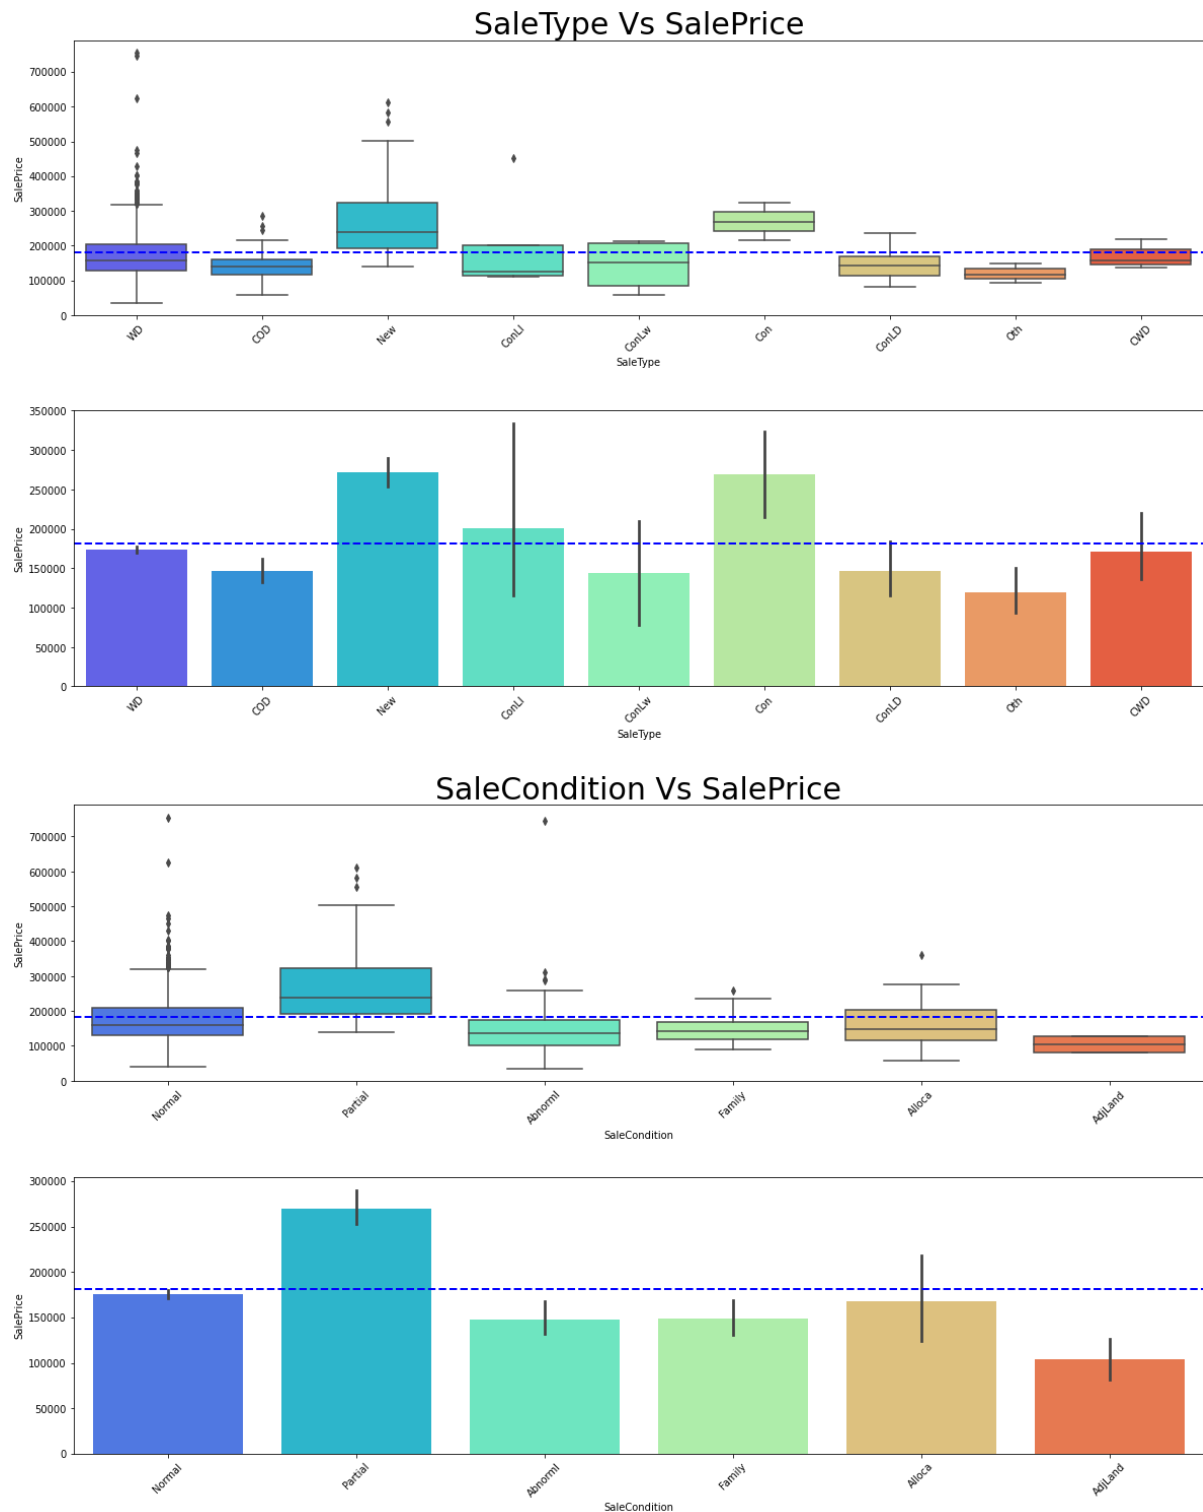 SaleType Vs SalePrice
700000
600000
500000
400000
300000
200000
100000
0
SalePrice
WD COD New ConLI ConLw Con ConLD Oth CWD
SaleType
350000
300000
250000
200000
150000
100000
50000
0
SalePrice
WD COD New ConLI ConLw Con ConLD Oth CWD
SaleType
SaleCondition Vs SalePrice
700000
600000
500000
400000
300000
200000
100000
0
SalePrice
Normal Partial Abnorml Family Alloca AdjLand
SaleCondition
300000
250000
200000
150000
100000
50000
0
SalePrice
Normal Partial Abnorml Family Alloca AdjLand
SaleCondition